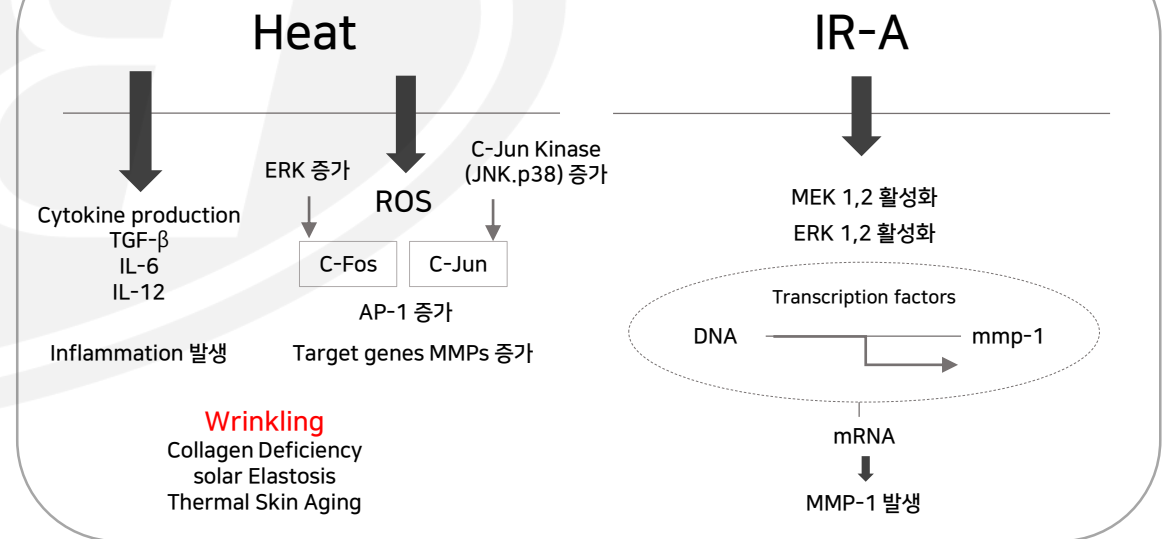 Heat
Cytokine production
TGF-β
IL-6
IL-12
Inflammation 발생
ERK 증가
ROS
C-Jun Kinase
(JNK.p38) 증가
C-Fos
C-Jun
AP-1 증가
Target genes MMPs 증가
Wrinkling
Collagen Deficiency
solar Elastosis
Thermal Skin Aging
IR-A
MEK 1,2 활성화
ERK 1,2 활성화
Transcription factors
DNA
mmp-1
mRNA
MMP-1 발생